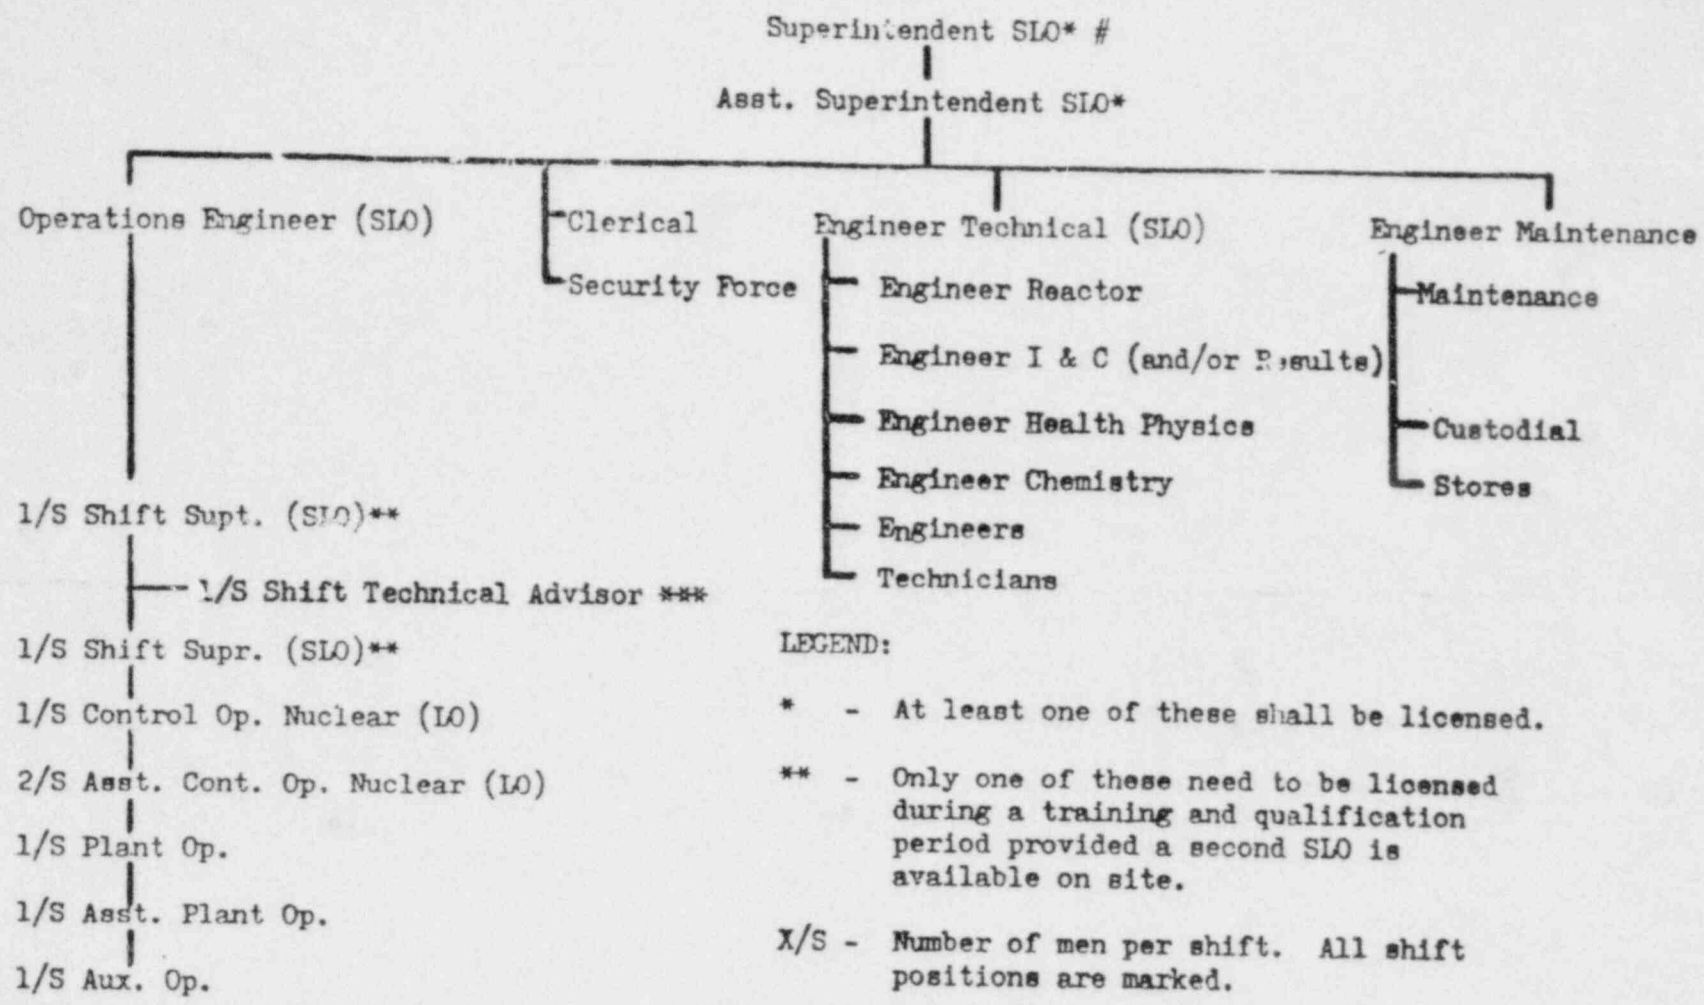 Superintendent SLO* #
Asst. Superintendent SLO*
Operations Engineer (SLO)
Clerical
Security Force
Engineer Technical (SLO)
Engineer Reactor
Engineer I & C (and/or Results)
Engineer Health Physics
Engineer Chemistry
Engineers
Technicians
Engineer Maintenance
Maintenance
Custodial
Stores
1/S Shift Supt. (SLO)**
1/S Shift Technical Advisor ***
1/S Shift Supr. (SLO)**
1/S Control Op. Nuclear (LO)
2/S Asst. Cont. Op. Nuclear (LO)
1/S Plant Op.
1/S Asst. Plant Op.
1/S Aux. Op.
LEGEND:
* - At least one of these shall be licensed.
** - Only one of these need to be licensed
during a training and qualification
period provided a second SLO is
available on site.
X/S - Number of men per shift. All shift
positions are marked.